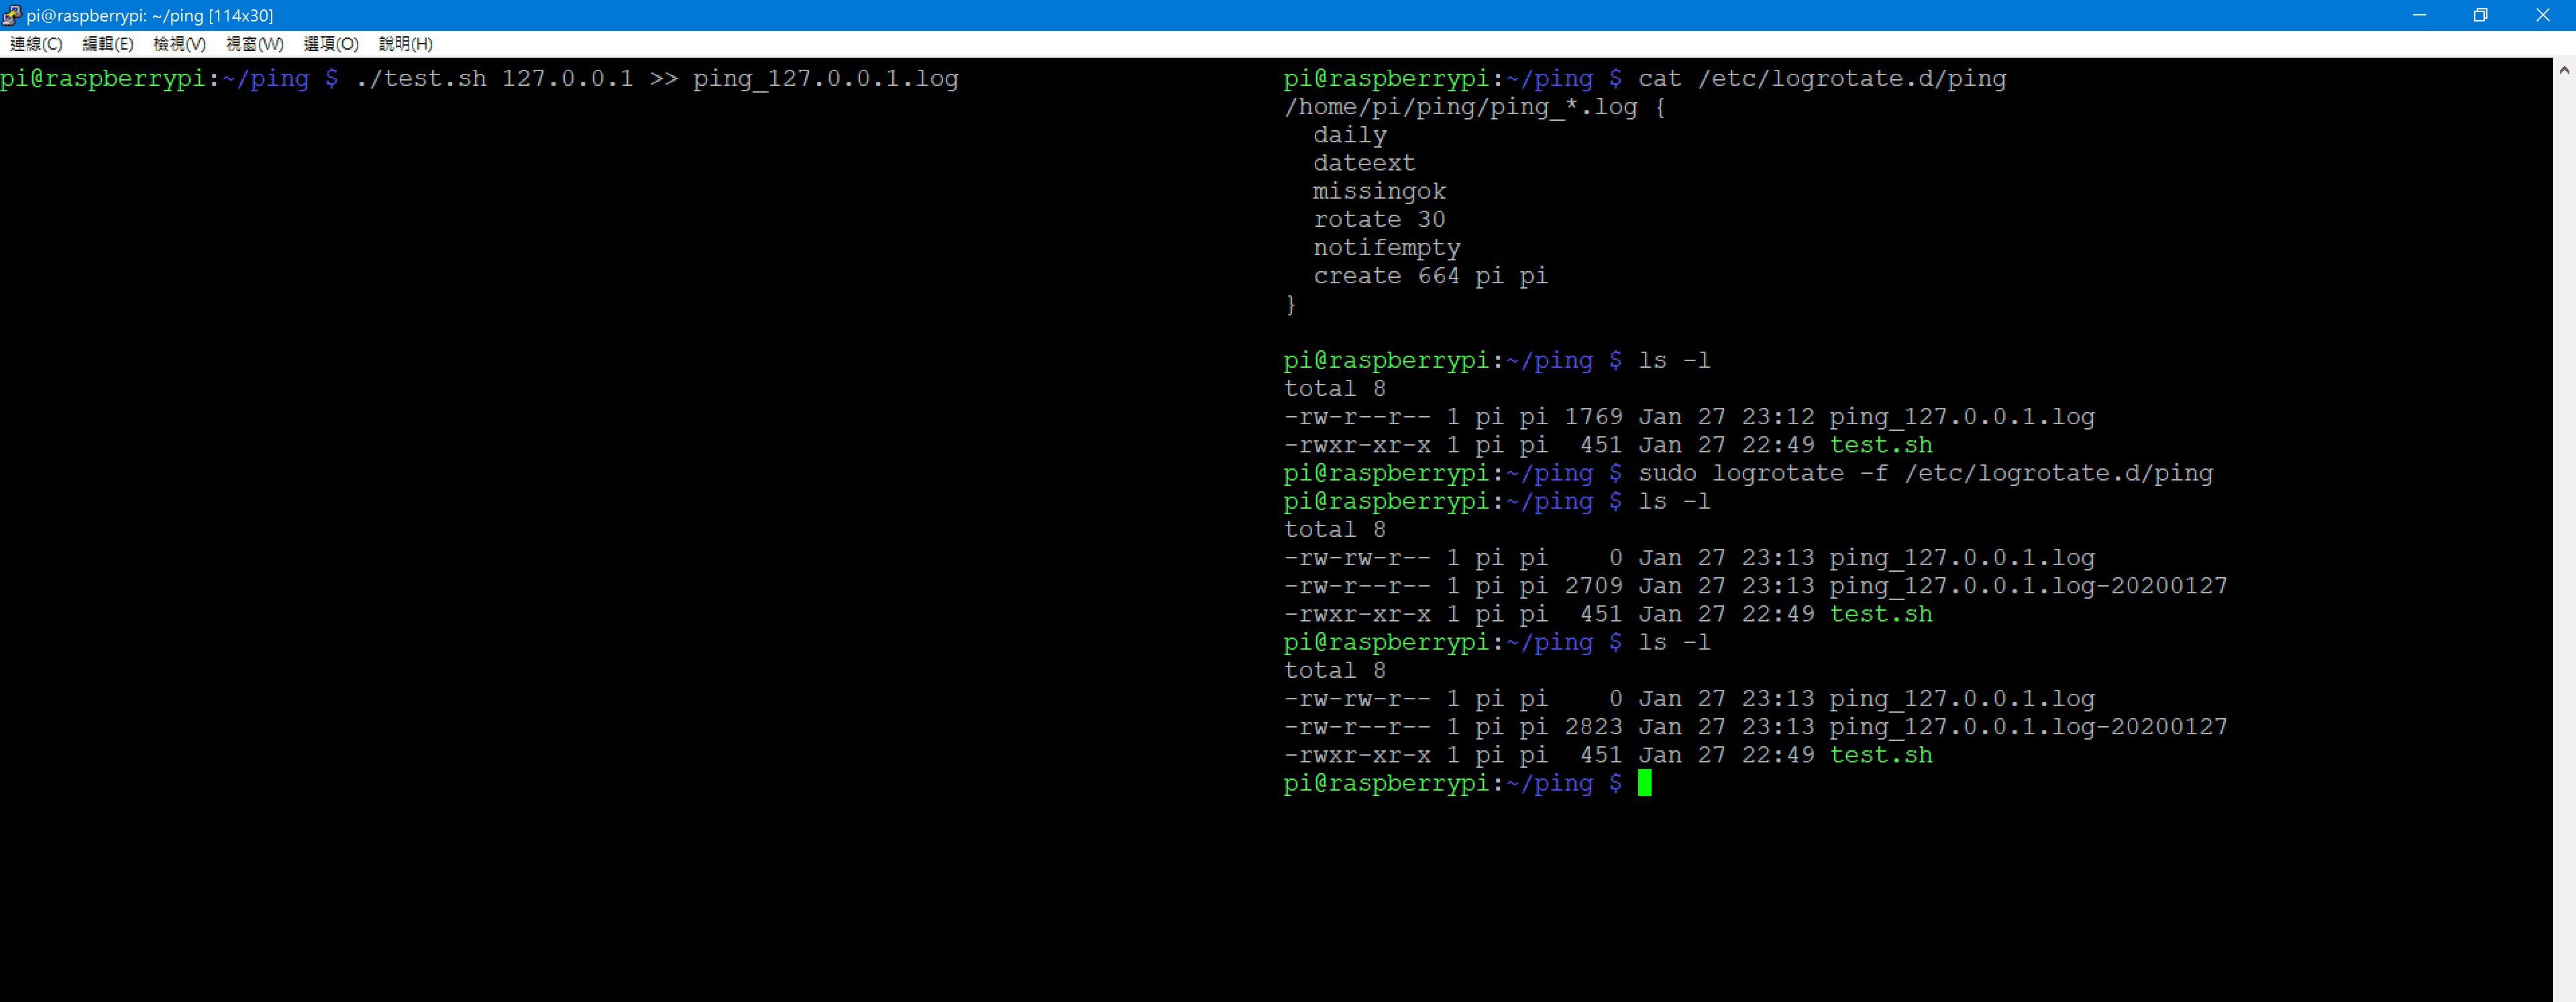 pi@raspberrypi: ~/ping [114x30]
連線(C) 編輯(E) 檢視(V) 視窗(W) 選項(O) 說明(H)
pi@raspberrypi:~/ping $ ./test.sh 127.0.0.1 >> ping_127.0.0.1.log
pi@raspberrypi:~/ping $ cat /etc/logrotate.d/ping
/home/pi/ping/ping_*.log {
  daily
  dateext
  missingok
  rotate 30
  notifempty
  create 664 pi pi
}
pi@raspberrypi:~/ping $ ls -l
total 8
-rw-r--r-- 1 pi pi 1769 Jan 27 23:12 ping_127.0.0.1.log
-rwxr-xr-x 1 pi pi  451 Jan 27 22:49 test.sh
pi@raspberrypi:~/ping $ sudo logrotate -f /etc/logrotate.d/ping
pi@raspberrypi:~/ping $ ls -l
total 8
-rw-rw-r-- 1 pi pi    0 Jan 27 23:13 ping_127.0.0.1.log
-rw-r--r-- 1 pi pi 2709 Jan 27 23:13 ping_127.0.0.1.log-20200127
-rwxr-xr-x 1 pi pi  451 Jan 27 22:49 test.sh
pi@raspberrypi:~/ping $ ls -l
total 8
-rw-rw-r-- 1 pi pi    0 Jan 27 23:13 ping_127.0.0.1.log
-rw-r--r-- 1 pi pi 2823 Jan 27 23:13 ping_127.0.0.1.log-20200127
-rwxr-xr-x 1 pi pi  451 Jan 27 22:49 test.sh
pi@raspberrypi:~/ping $